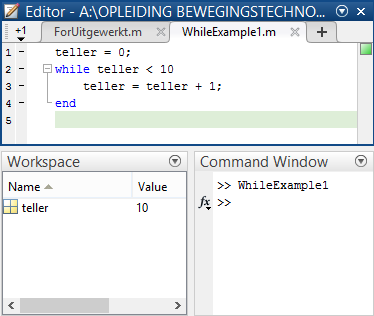 Editor - A:\OPLEIDING BEWEGINGSTECHNO...
+1 ForUitgewerkt.m WhileExample1.m
1 - teller = 0;
2 - while teller < 10
3 - teller = teller + 1;
4 - end
5
Workspace
Name Value
teller 10
Command Window
>> WhileExample1
fx >>